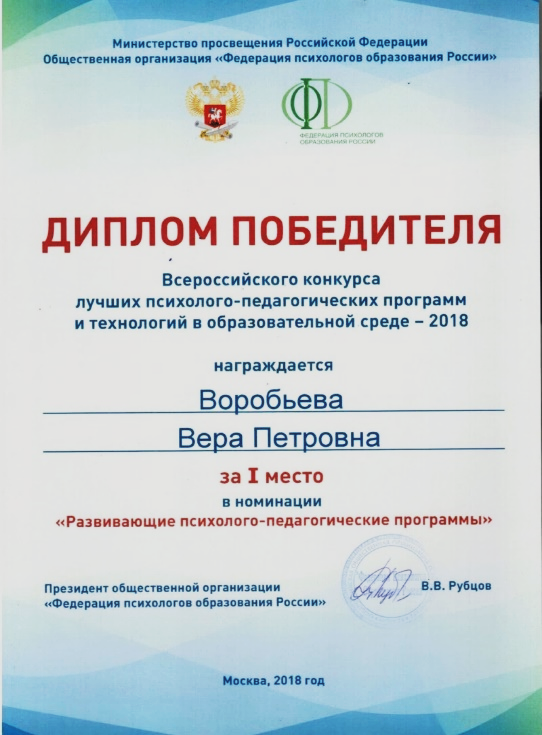 Министерство просвещения Российской Федерации
Общественная организация «Федерация психологов образования России»
ФЕДЕРАЦИЯ ПСИХОЛОГОВ
ОБРАЗОВАНИЯ РОССИИ
ДИПЛОМ ПОБЕДИТЕЛЯ
Всероссийского конкурса
лучших психолого-педагогических программ
и технологий в образовательной среде – 2018
награждается
Воробьева
Вера Петровна
за I место
в номинации
«Развивающие психолого-педагогические программы»
Президент общественной организации
«Федерация психологов образования России»
В.В. Рубцов
Москва, 2018 год